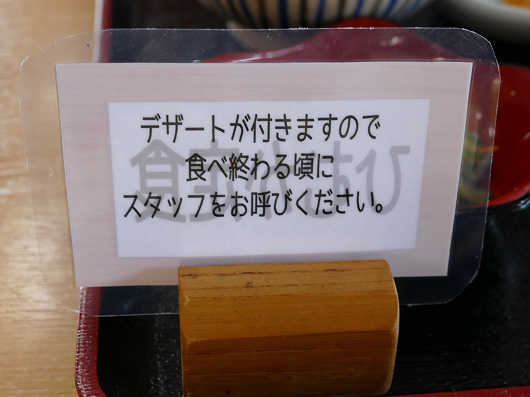 デザートが付きますので
食べ終わる頃に
スタッフをお呼びください。